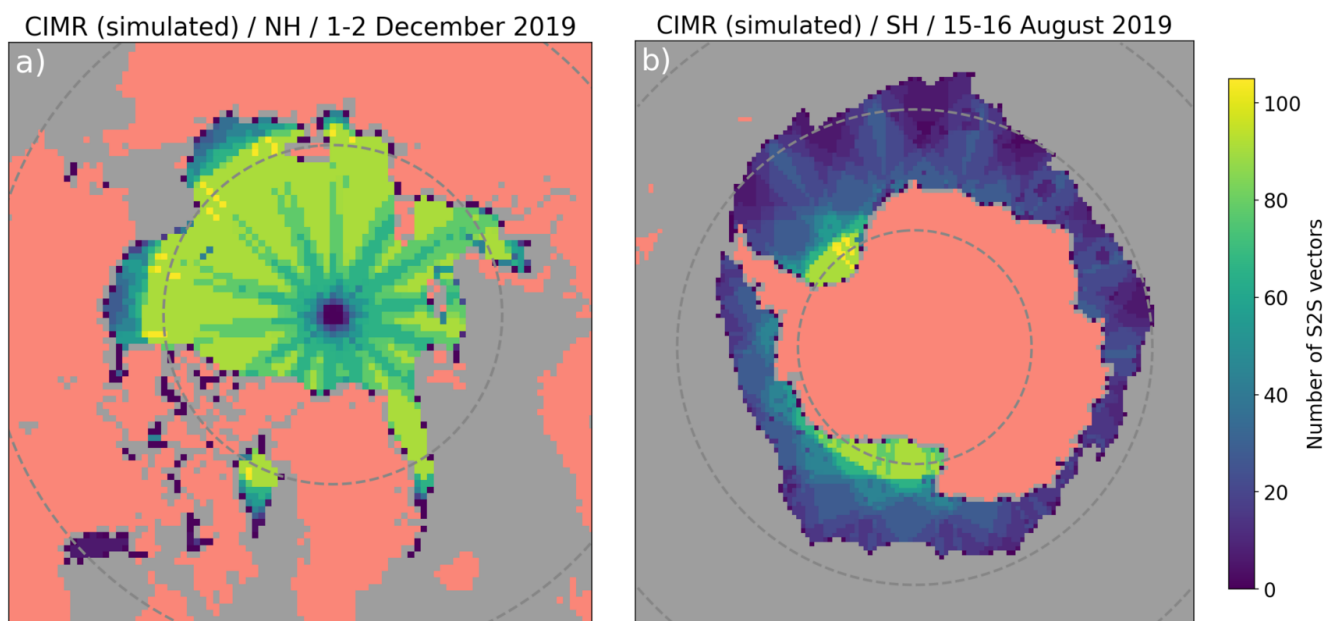 CIMR (simulated) / NH / 1-2 December 2019
CIMR (simulated) / SH / 15-16 August 2019
a)
b)
100
80
60
40
20
0
Number of S2S vectors